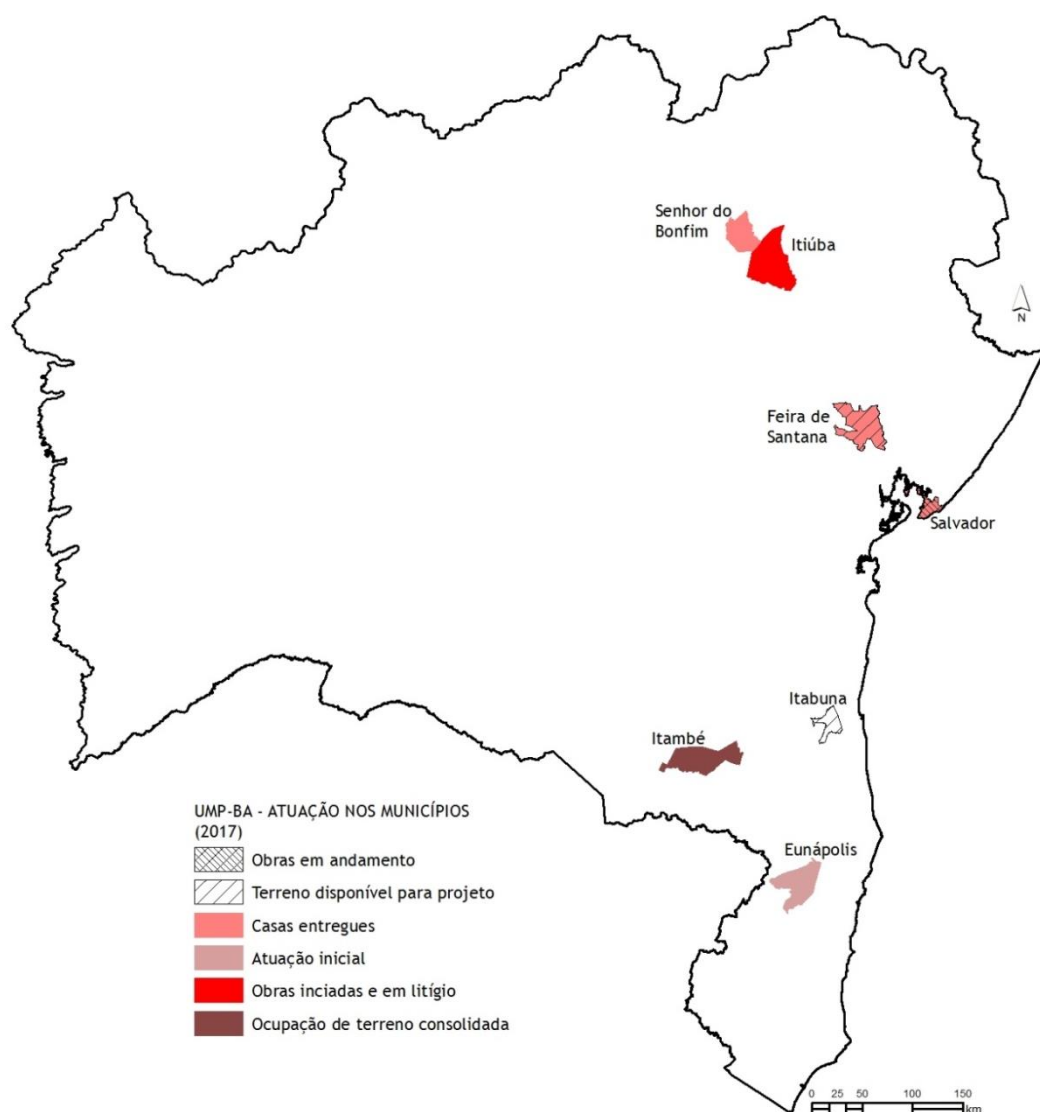 Senhor do
Bonfim
Itiúba
N
Feira de
Santana
Salvador
Itabuna
Itambé
Eunápolis
UMP-BA - ATUAÇÃO NOS MUNICÍPIOS
(2017)
Obras em andamento
Terreno disponível para projeto
Casas entregues
Atuação inicial
Obras inciadas e em litígio
Ocupação de terreno consolidada
0 25 50 100 150
km